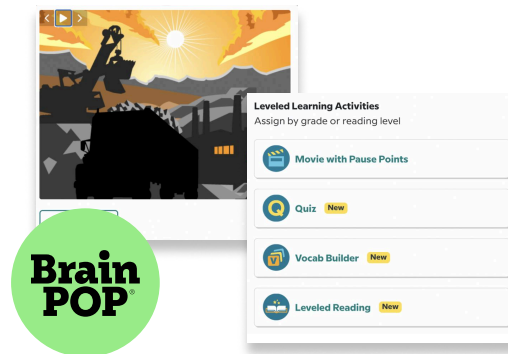 Leveled Learning Activities
Assign by grade or reading level
Movie with Pause Points
Quiz New
Vocab Builder New
Leveled Reading New
Brain
POP®